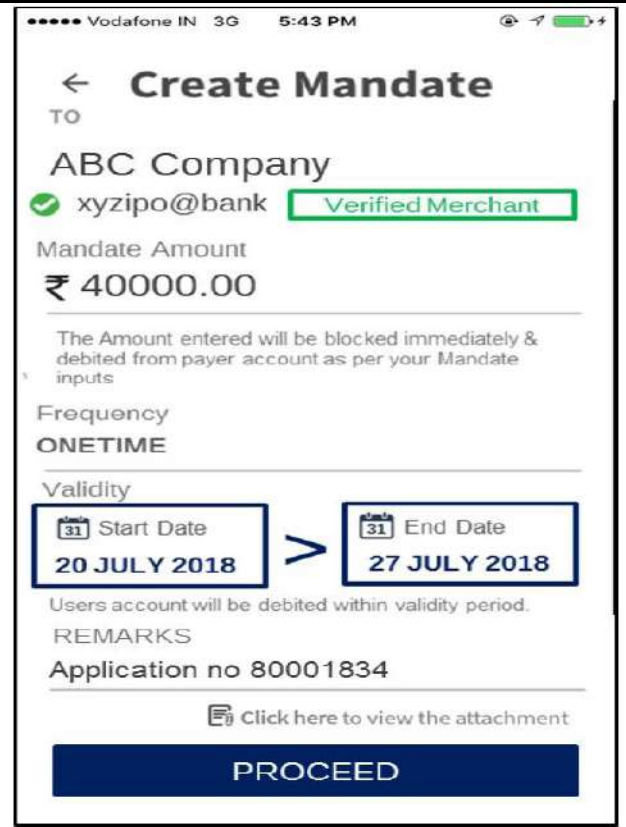 Vodafone IN 3G 5:43 PM
← Create Mandate
TO
ABC Company
xyzipo@bank Verified Merchant
Mandate Amount
₹ 40000.00
The Amount entered will be blocked immediately &
debited from payer account as per your Mandate
inputs
Frequency
ONETIME
Validity
31 Start Date > 31 End Date
20 JULY 2018 27 JULY 2018
Users account will be debited within validity period.
REMARKS
Application no 80001834
Click here to view the attachment
PROCEED